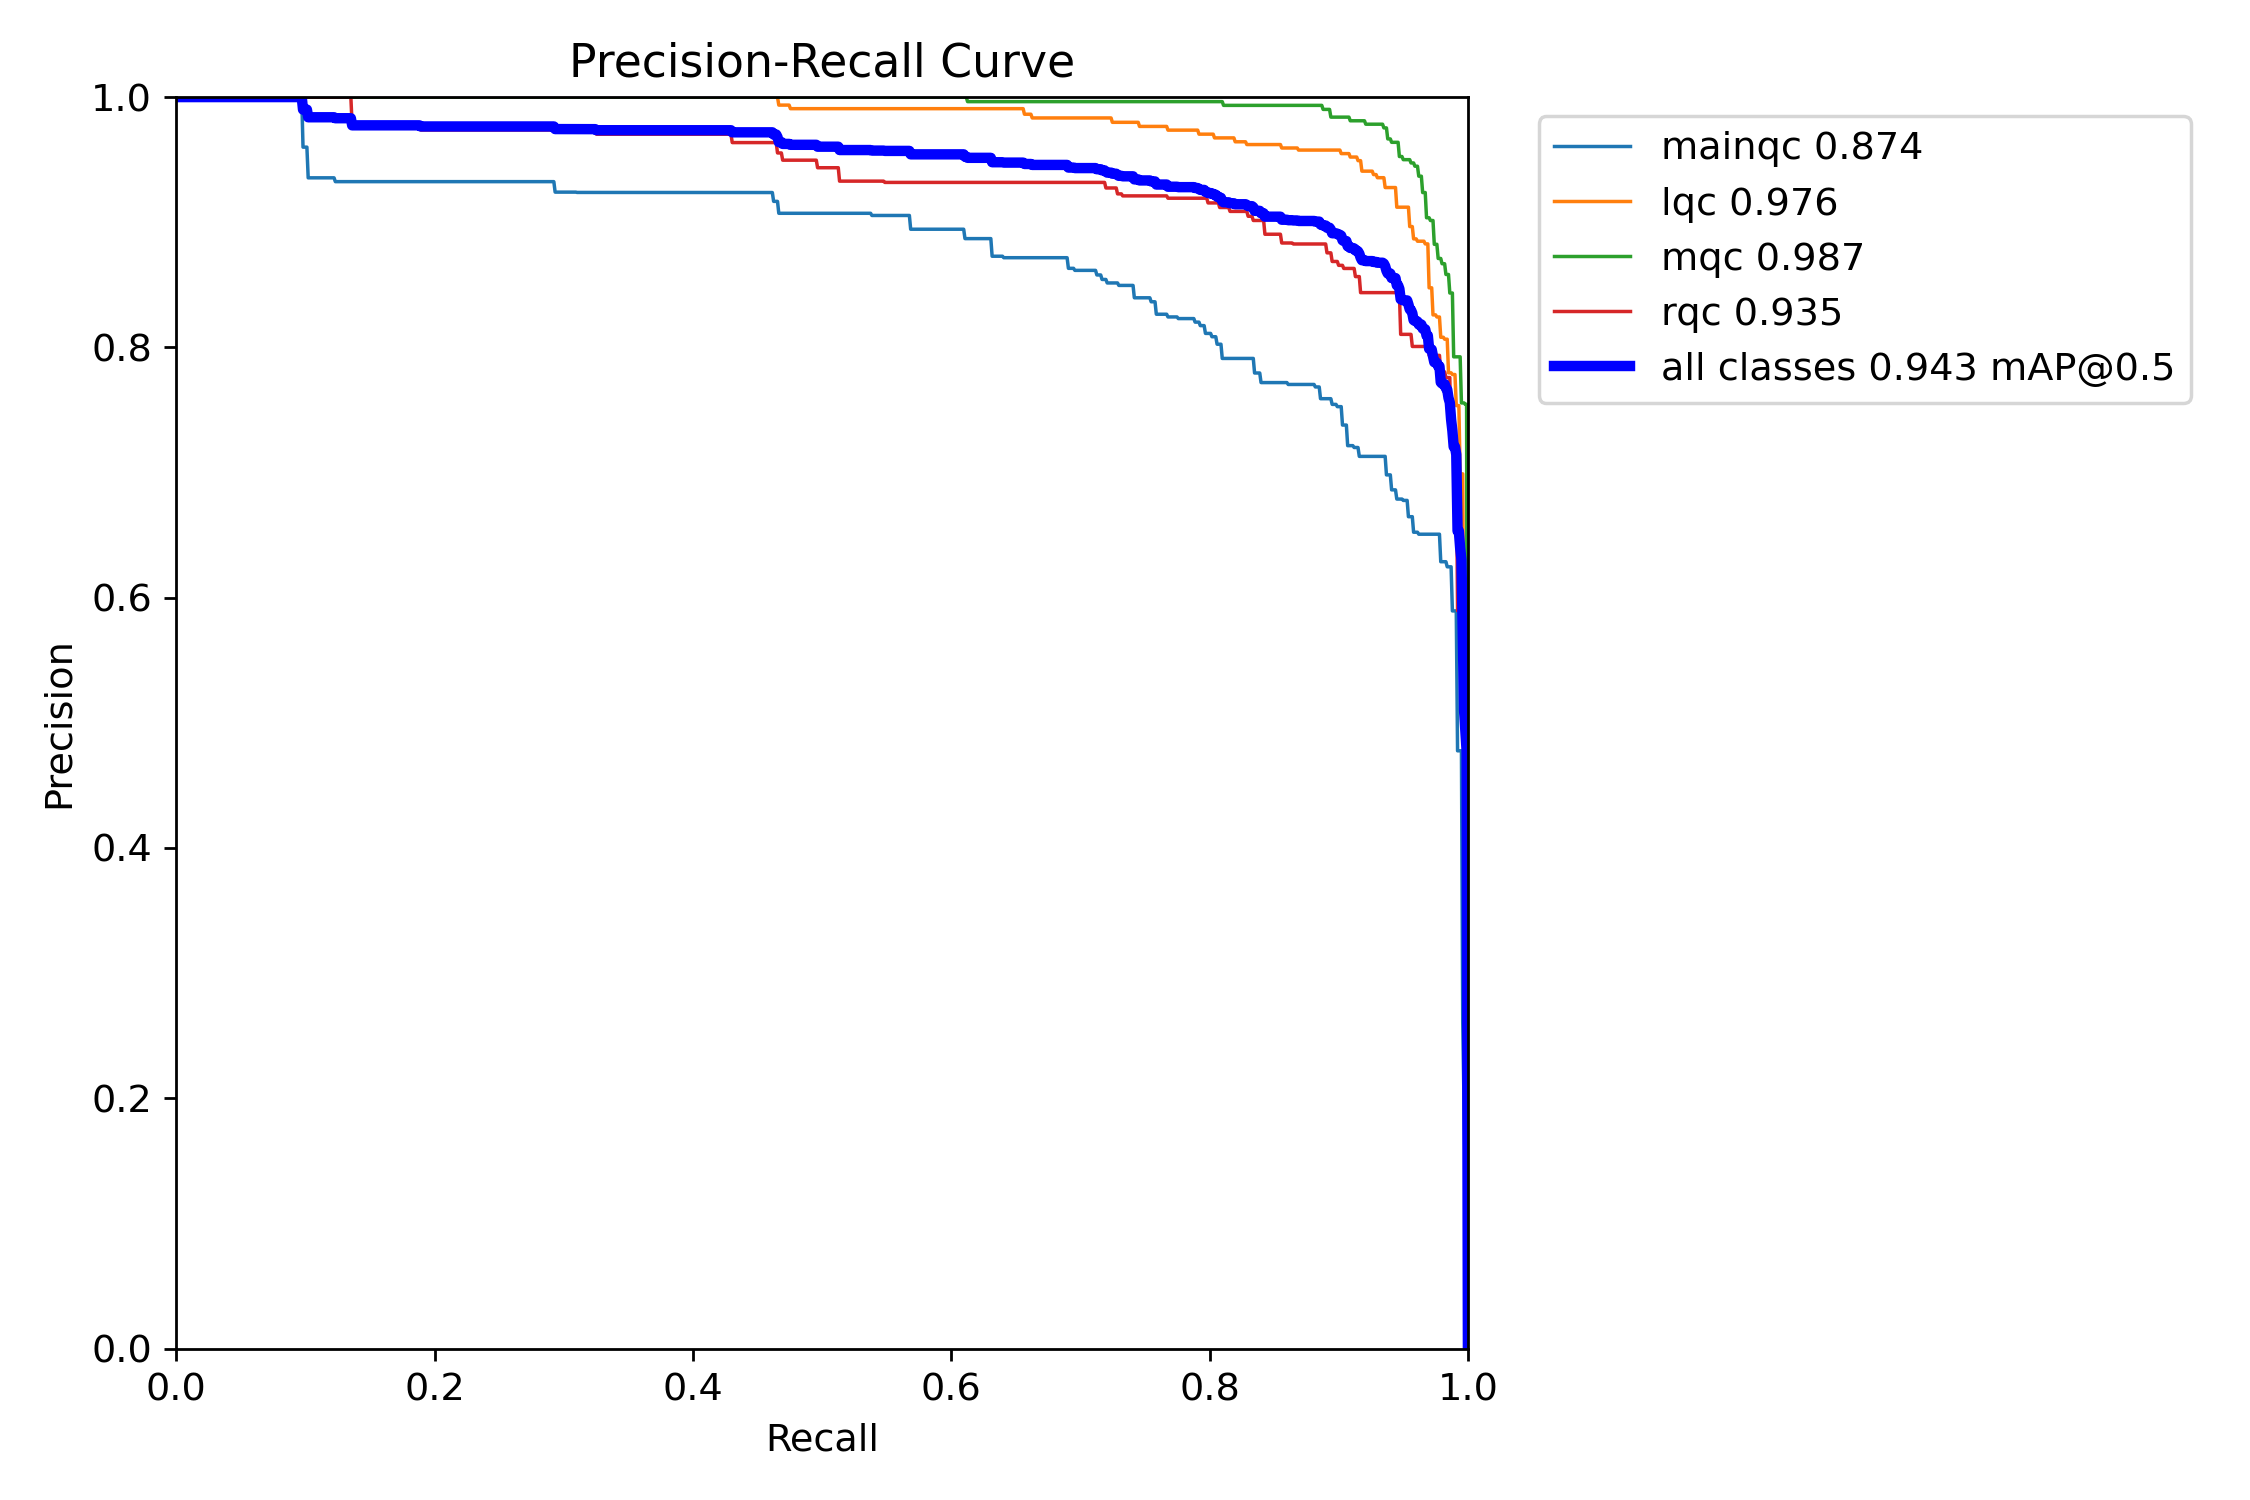 Precision-Recall Curve
1.0
0.8
0.6
0.4
0.2
0.0
Precision
0.0 0.2 0.4 0.6 0.8 1.0
Recall
mainqc 0.874
lqc 0.976
mqc 0.987
rqc 0.935
all classes 0.943 mAP@0.5